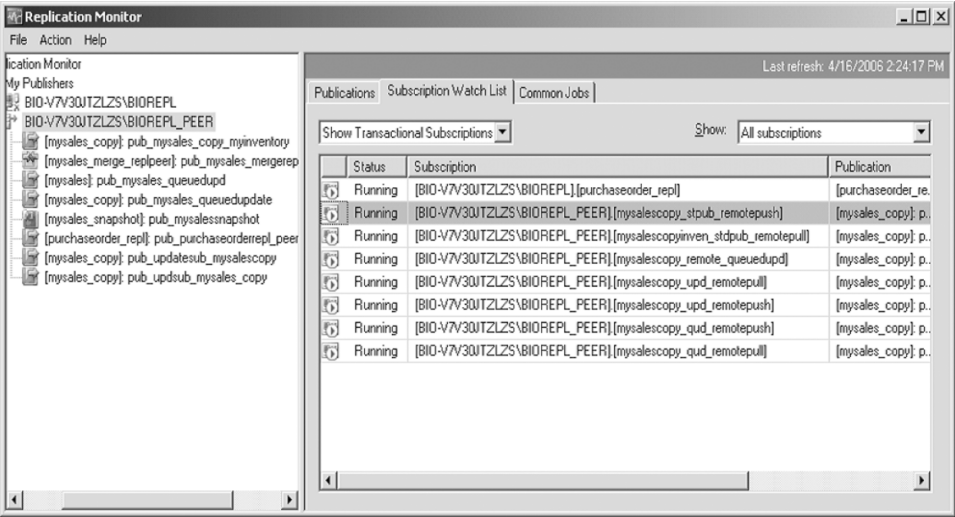 Replication Monitor
File Action Help
lication Monitor
My Publishers
BIO-V7V30JTZLZS\BIOREPL
BIO-V7V30JTZLZS\BIOREPL_PEER
[mysales_copy]: pub_mysales_copy_myinventory
[mysales_merge_replpeer]: pub_mysales_mergerep
[mysales]: pub_mysales_queuedupd
[mysales_copy]: pub_mysales_queuedupdate
[mysales_snapshot]: pub_mysalessnapshot
[purchaseorder_repl]: pub_purchaseorderrepl_peer
[mysales_copy]: pub_updatesub_mysalescopy
[mysales_copy]: pub_updsub_mysales_copy
Last refresh: 4/16/2006 2:24:17 PM
Publications Subscription Watch List Common Jobs
Show Transactional Subscriptions Show: All subscriptions
Status Subscription Publication
Running [BIO-V7V30JTZLZS\BIOREPL].[purchaseorder_repl] [purchaseorder_re...
Running [BIO-V7V30JTZLZS\BIOREPL_PEER].[mysalescopy_stpub_remotepush] [mysales_copy]: p...
Running [BIO-V7V30JTZLZS\BIOREPL_PEER].[mysalescopyinven_stdpub_remotepull] [mysales_copy]: p...
Running [BIO-V7V30JTZLZS\BIOREPL_PEER].[mysalescopy_remote_queuedupd] [mysales_copy]: p...
Running [BIO-V7V30JTZLZS\BIOREPL_PEER].[mysalescopy_upd_remotepull] [mysales_copy]: p...
Running [BIO-V7V30JTZLZS\BIOREPL_PEER].[mysalescopy_upd_remotepush] [mysales_copy]: p...
Running [BIO-V7V30JTZLZS\BIOREPL_PEER].[mysalescopy_qud_remotepush] [mysales_copy]: p...
Running [BIO-V7V30JTZLZS\BIOREPL_PEER].[mysalescopy_qud_remotepull] [mysales_copy]: p...